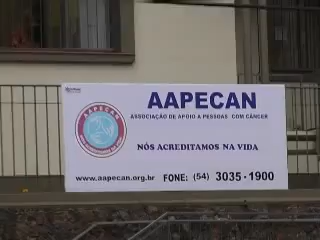 AAPECAN
AAPECAN
ASSOCIAÇÃO DE APOIO A PESSOAS COM CÂNCER
NÓS ACREDITAMOS NA VIDA
www.aapecan.org.br FONE: (54) 3035-1900